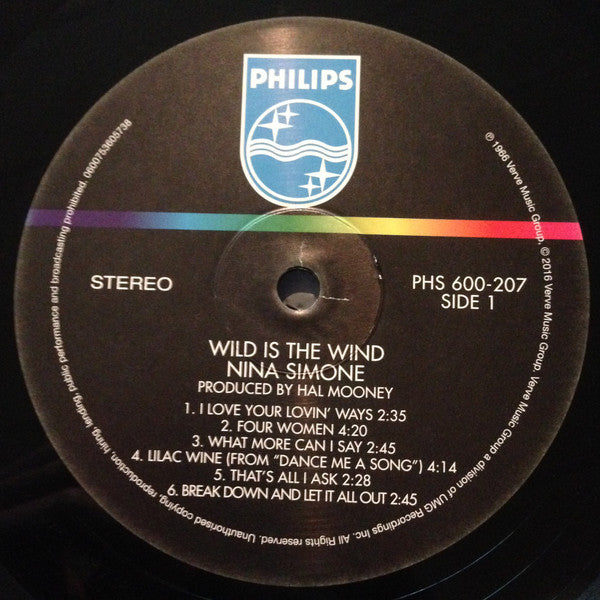 PHILIPS
STEREO
PHS 600-207
SIDE 1
WILD IS THE WIND
NINA SIMONE
PRODUCED BY HAL MOONEY
1. I LOVE YOUR LOVIN' WAYS 2:35
2. FOUR WOMEN 4:20
3. WHAT MORE CAN I SAY 2:45
4. LILAC WINE (FROM "DANCE ME A SONG") 4:14
5. THAT'S ALL I ASK 2:28
6. BREAK DOWN AND LET IT ALL OUT 2:45
℗ 1966 Verve Music Group, © 2016 Verve Music Group. Verve Music Group a division of UMG Recordings Inc. All Rights reserved. Unauthorised copying, reproduction, hiring, lending, public performance and broadcasting prohibited. 0600753605738